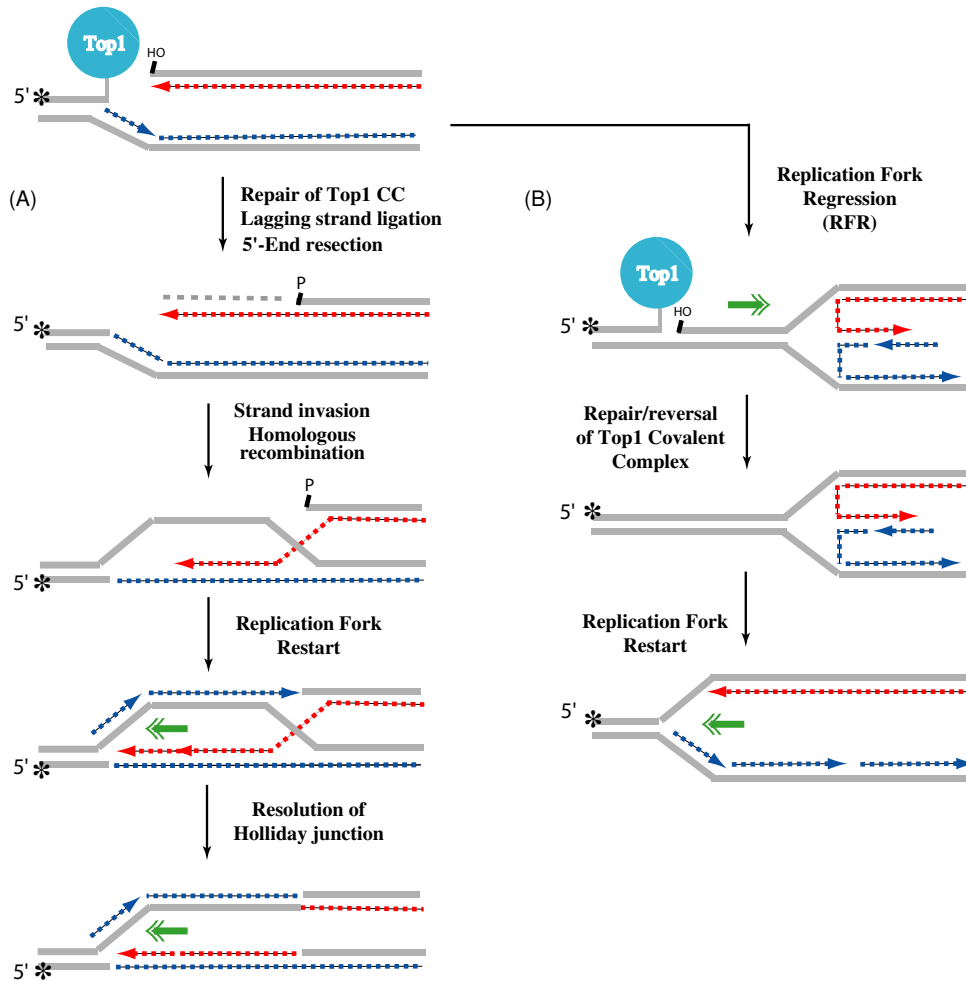 Top1
HO
5' *
(A)
Repair of Top1 CC
Lagging strand ligation
5'-End resection
P
5' *
Strand invasion
Homologous
recombination
P
5' *
Replication Fork
Restart
5' *
Resolution of
Holliday junction
5' *
(B)
Replication Fork
Regression
(RFR)
Top1
HO
5' *
Repair/reversal
of Top1 Covalent
Complex
5' *
Replication Fork
Restart
5' *